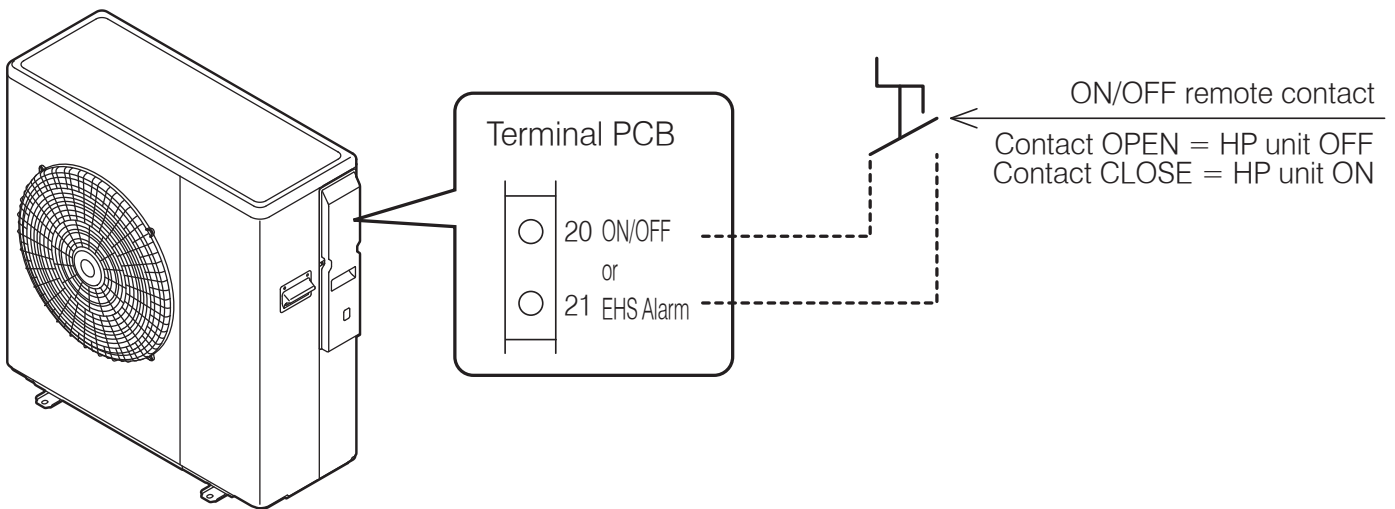 Terminal PCB
20 ON/OFF
or
21 EHS Alarm
ON/OFF remote contact
Contact OPEN = HP unit OFF
Contact CLOSE = HP unit ON